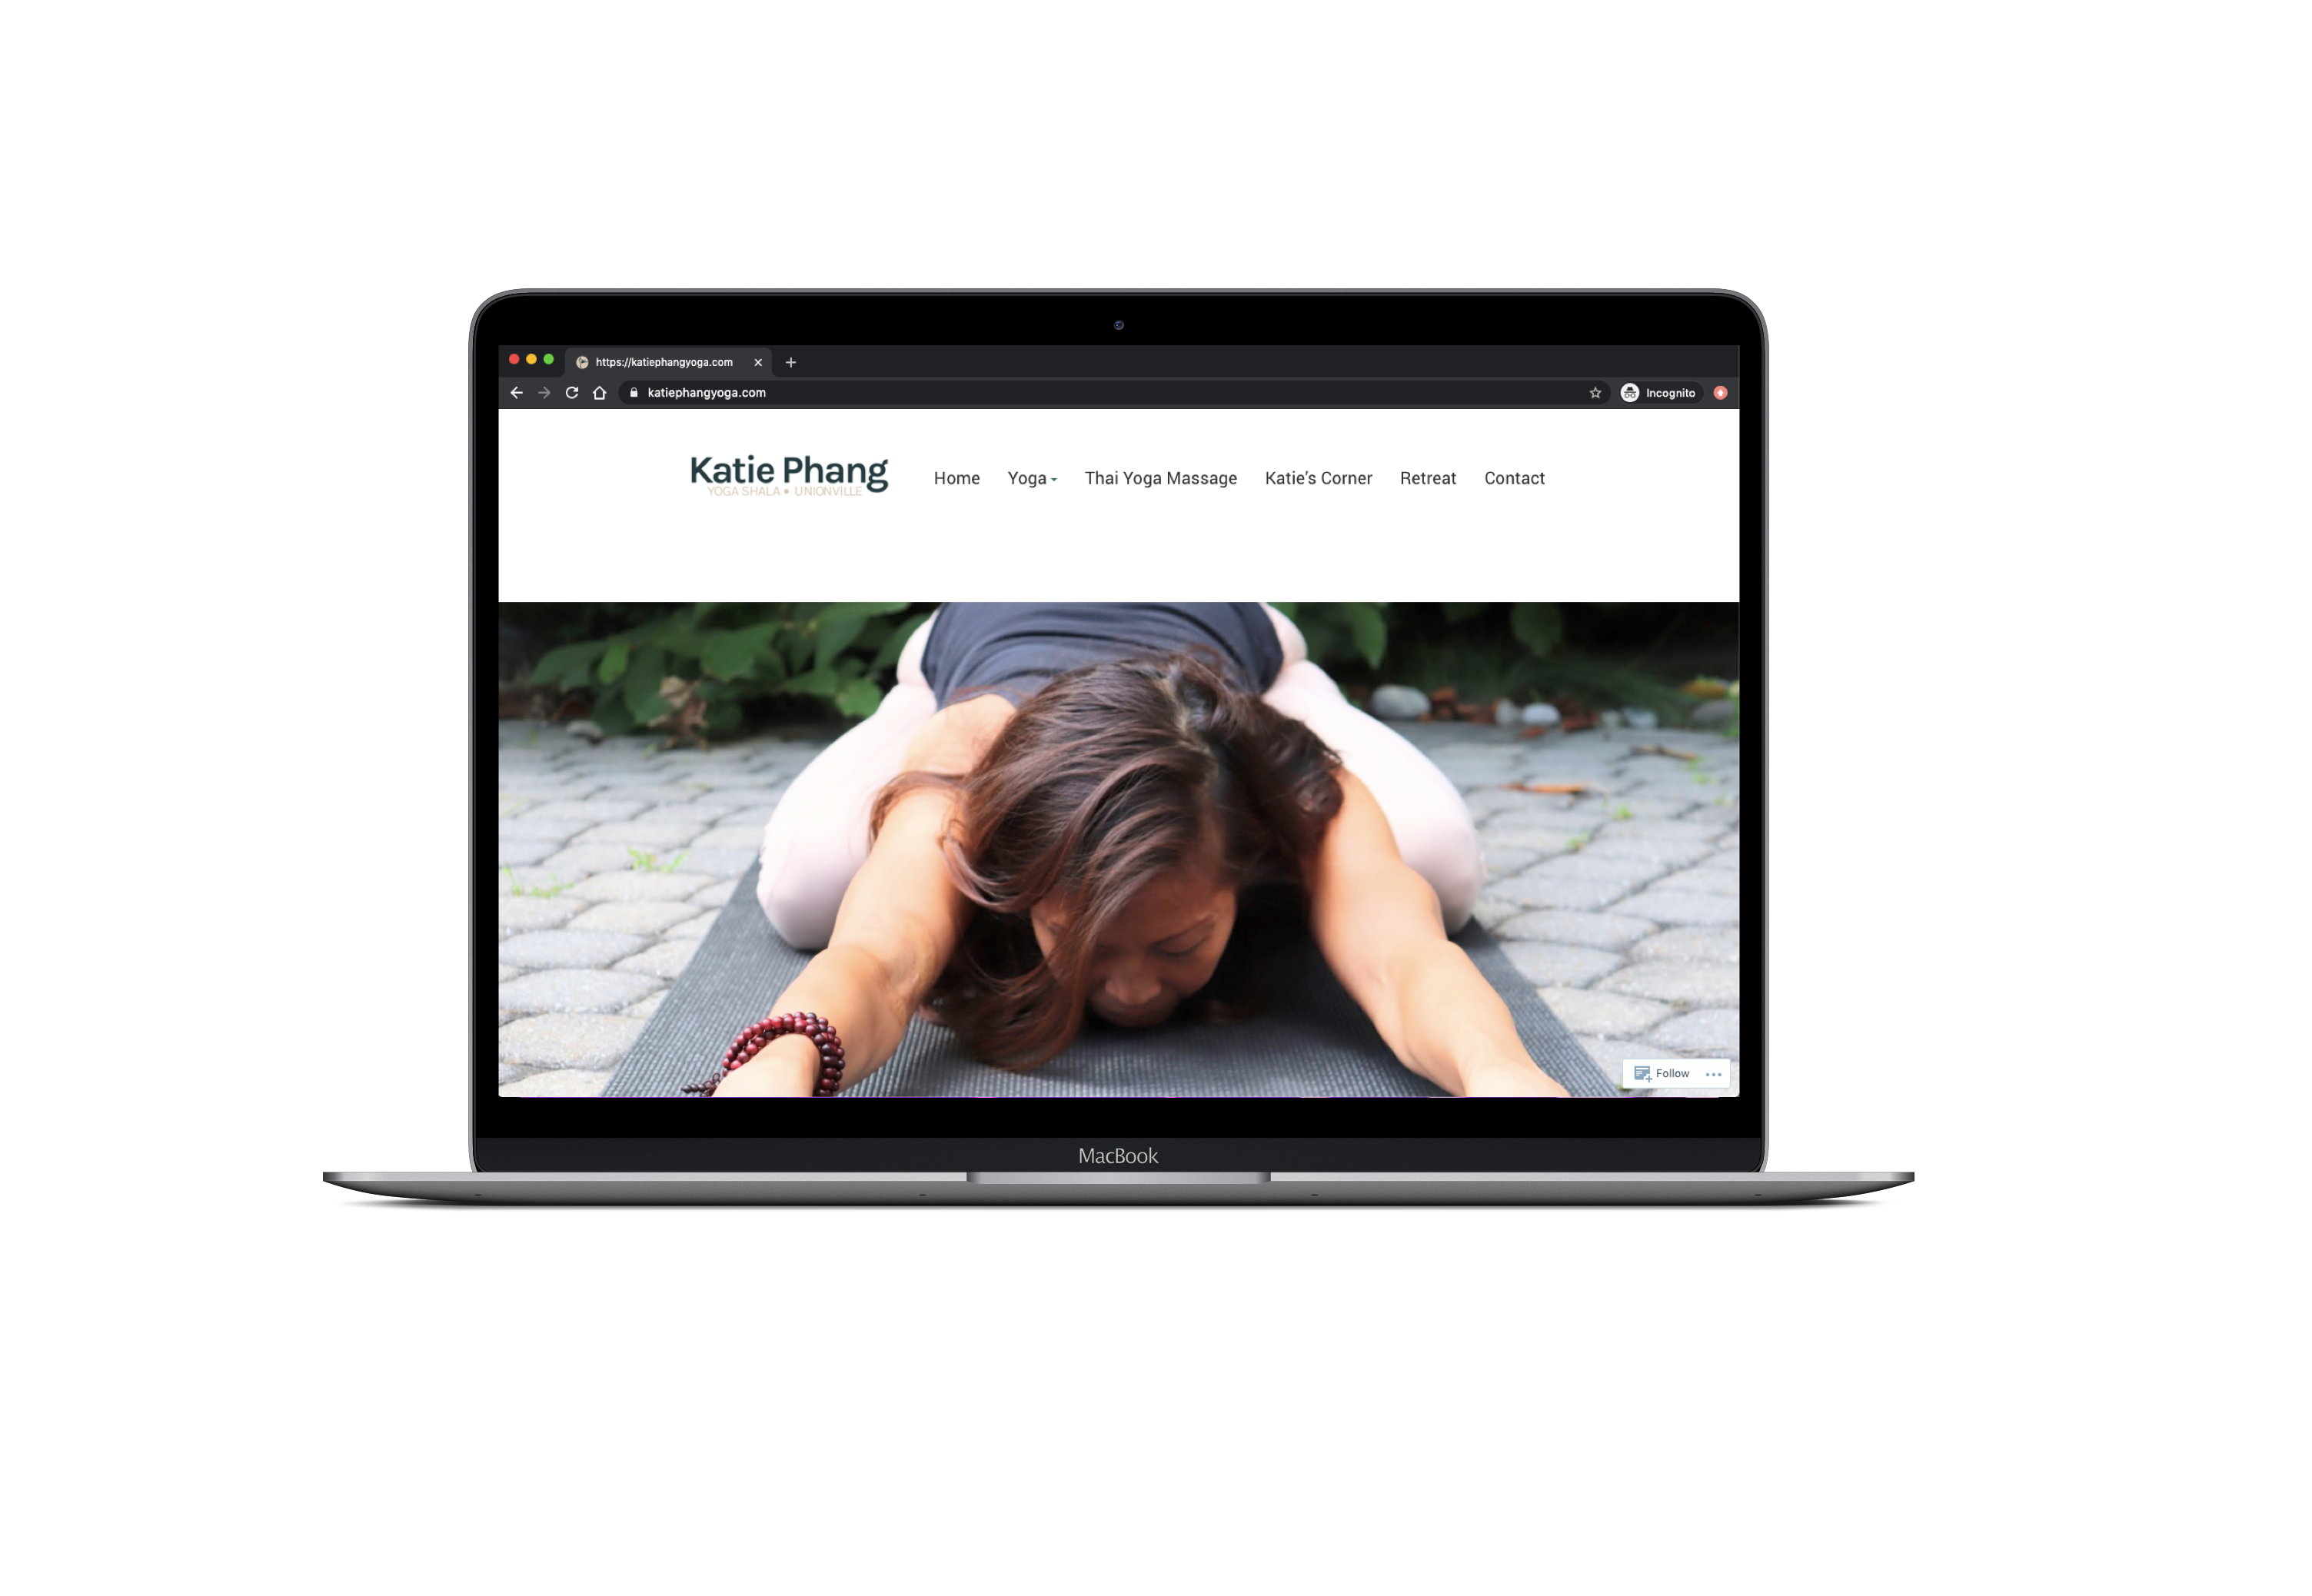 https://katiephangyoga.com
katiephangyoga.com
Incognito
Katie Phang
YOGA SHALA • UNIONVILLE
Home Yoga Thai Yoga Massage Katie's Corner Retreat Contact
Follow
MacBook